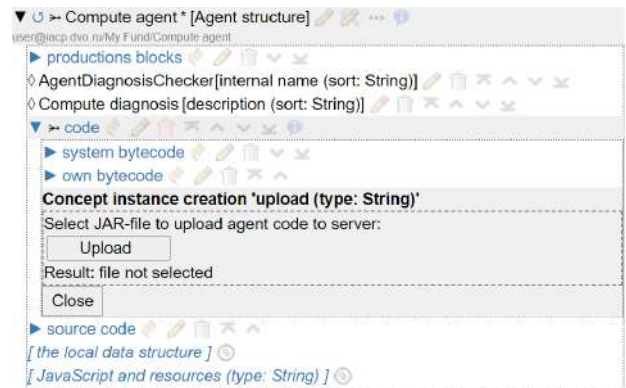 Compute agent * [Agent structure]
user@iacp.dvo.ru/My Fund/Compute agent
productions blocks
AgentDiagnosisChecker[internal name (sort: String)]
Compute diagnosis [description (sort: String)]
code
system bytecode
own bytecode
Concept instance creation 'upload (type: String)'
Select JAR-file to upload agent code to server:
Upload
Result: file not selected
Close
source code
[ the local data structure ]
[ JavaScript and resources (type: String) ]